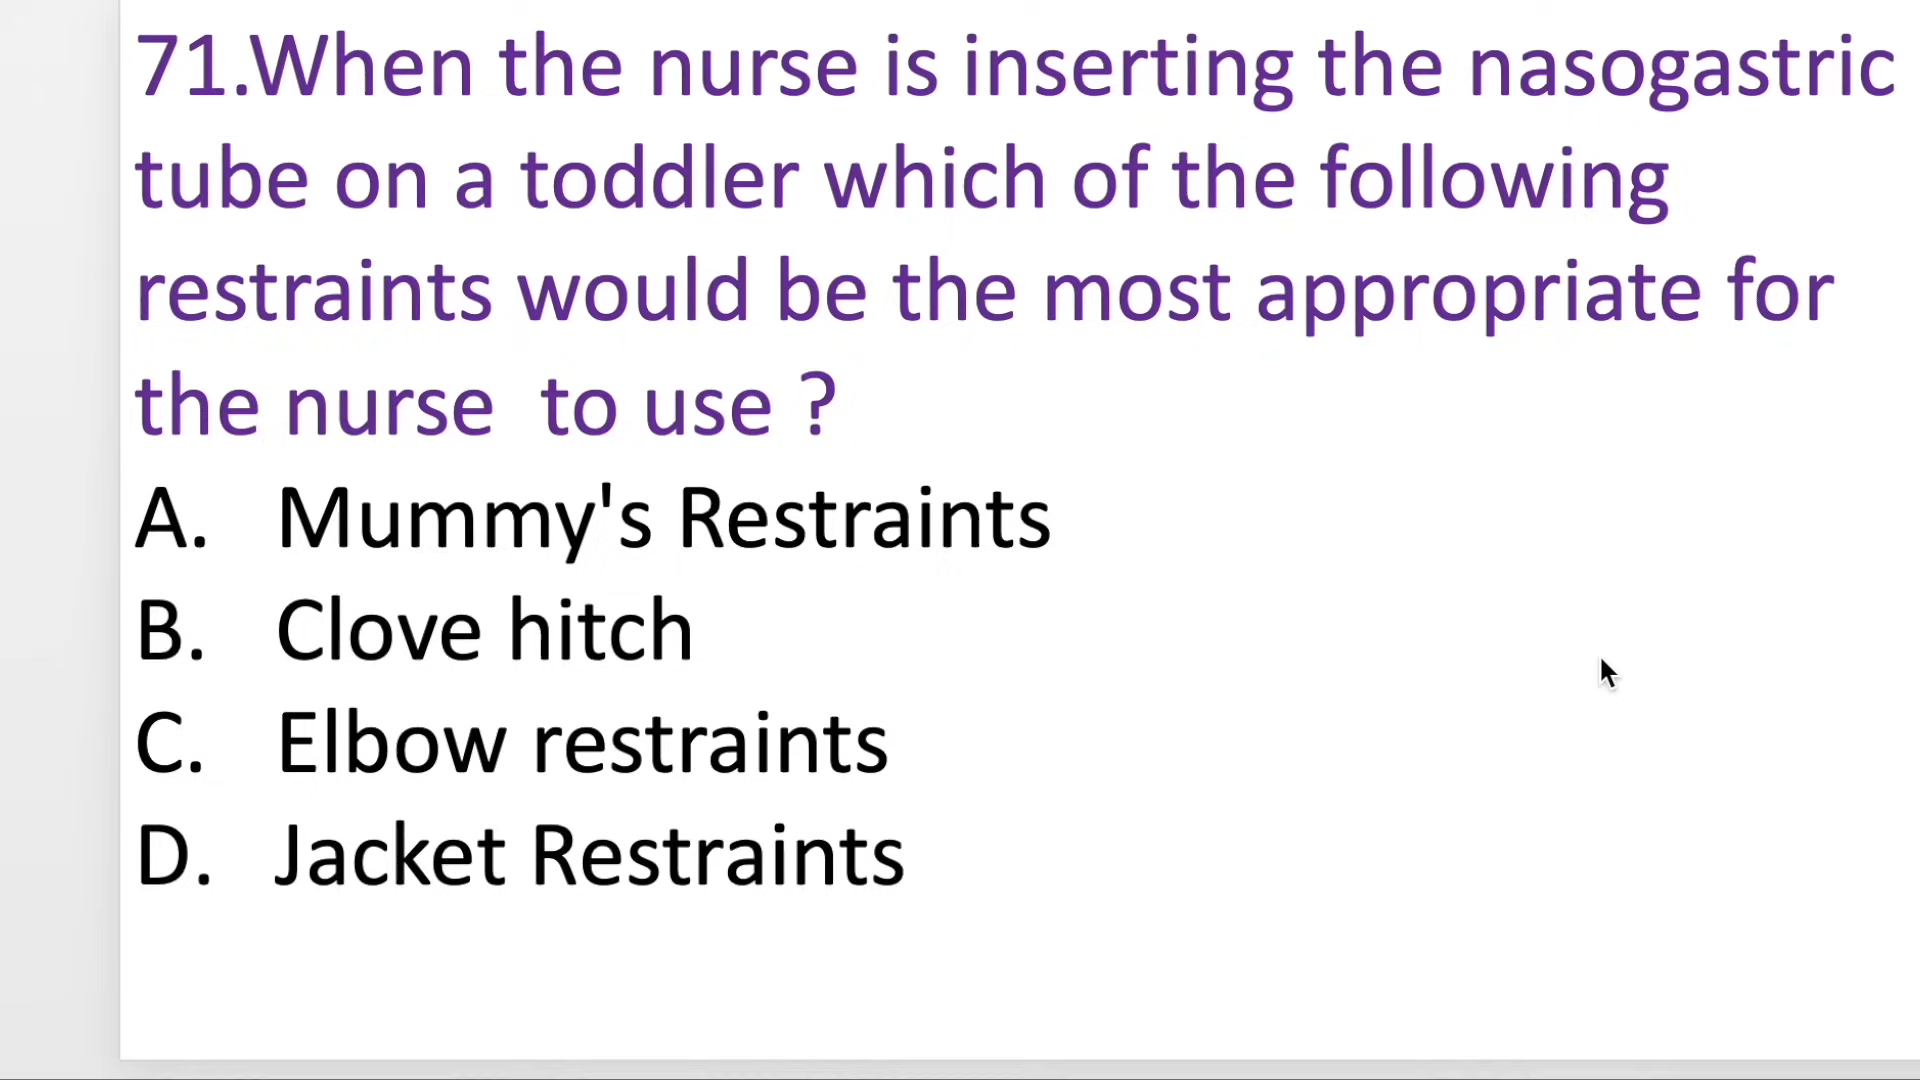 71.When the nurse is inserting the nasogastric
tube on a toddler which of the following
restraints would be the most appropriate for
the nurse  to use ?
A. Mummy's Restraints
B. Clove hitch
C. Elbow restraints
D. Jacket Restraints